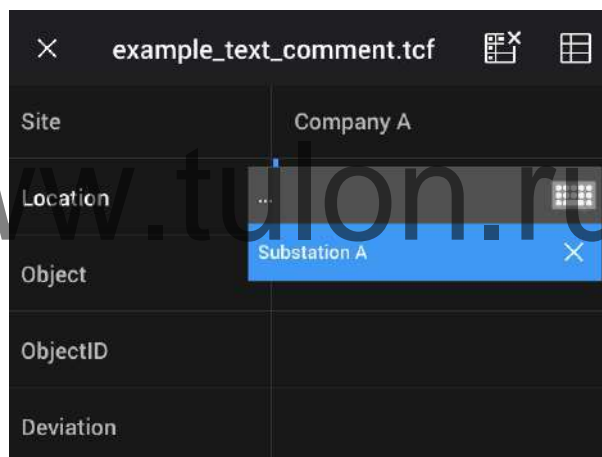 example_text_comment.tcf
Site
Company A
Location
...
Substation A
Object
ObjectID
Deviation
www.tulon.ru